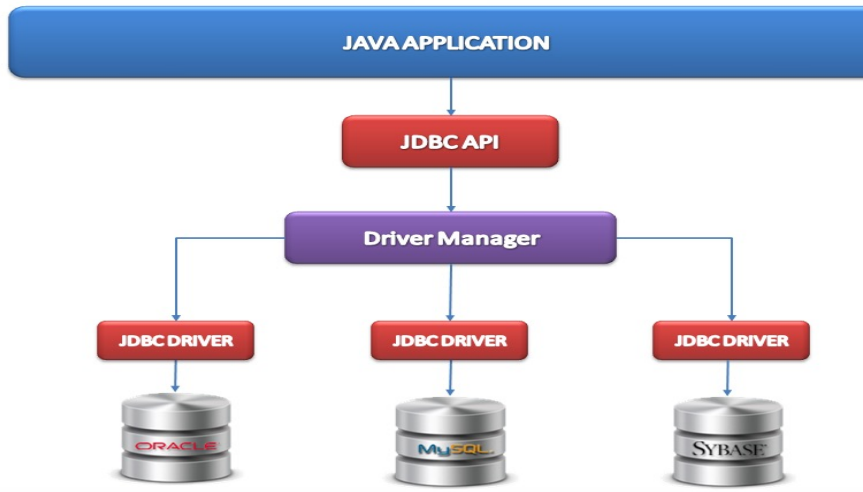 JAVA APPLICATION
JDBC API
Driver Manager
JDBC DRIVER
JDBC DRIVER
JDBC DRIVER
ORACLE
MySQL
SYBASE